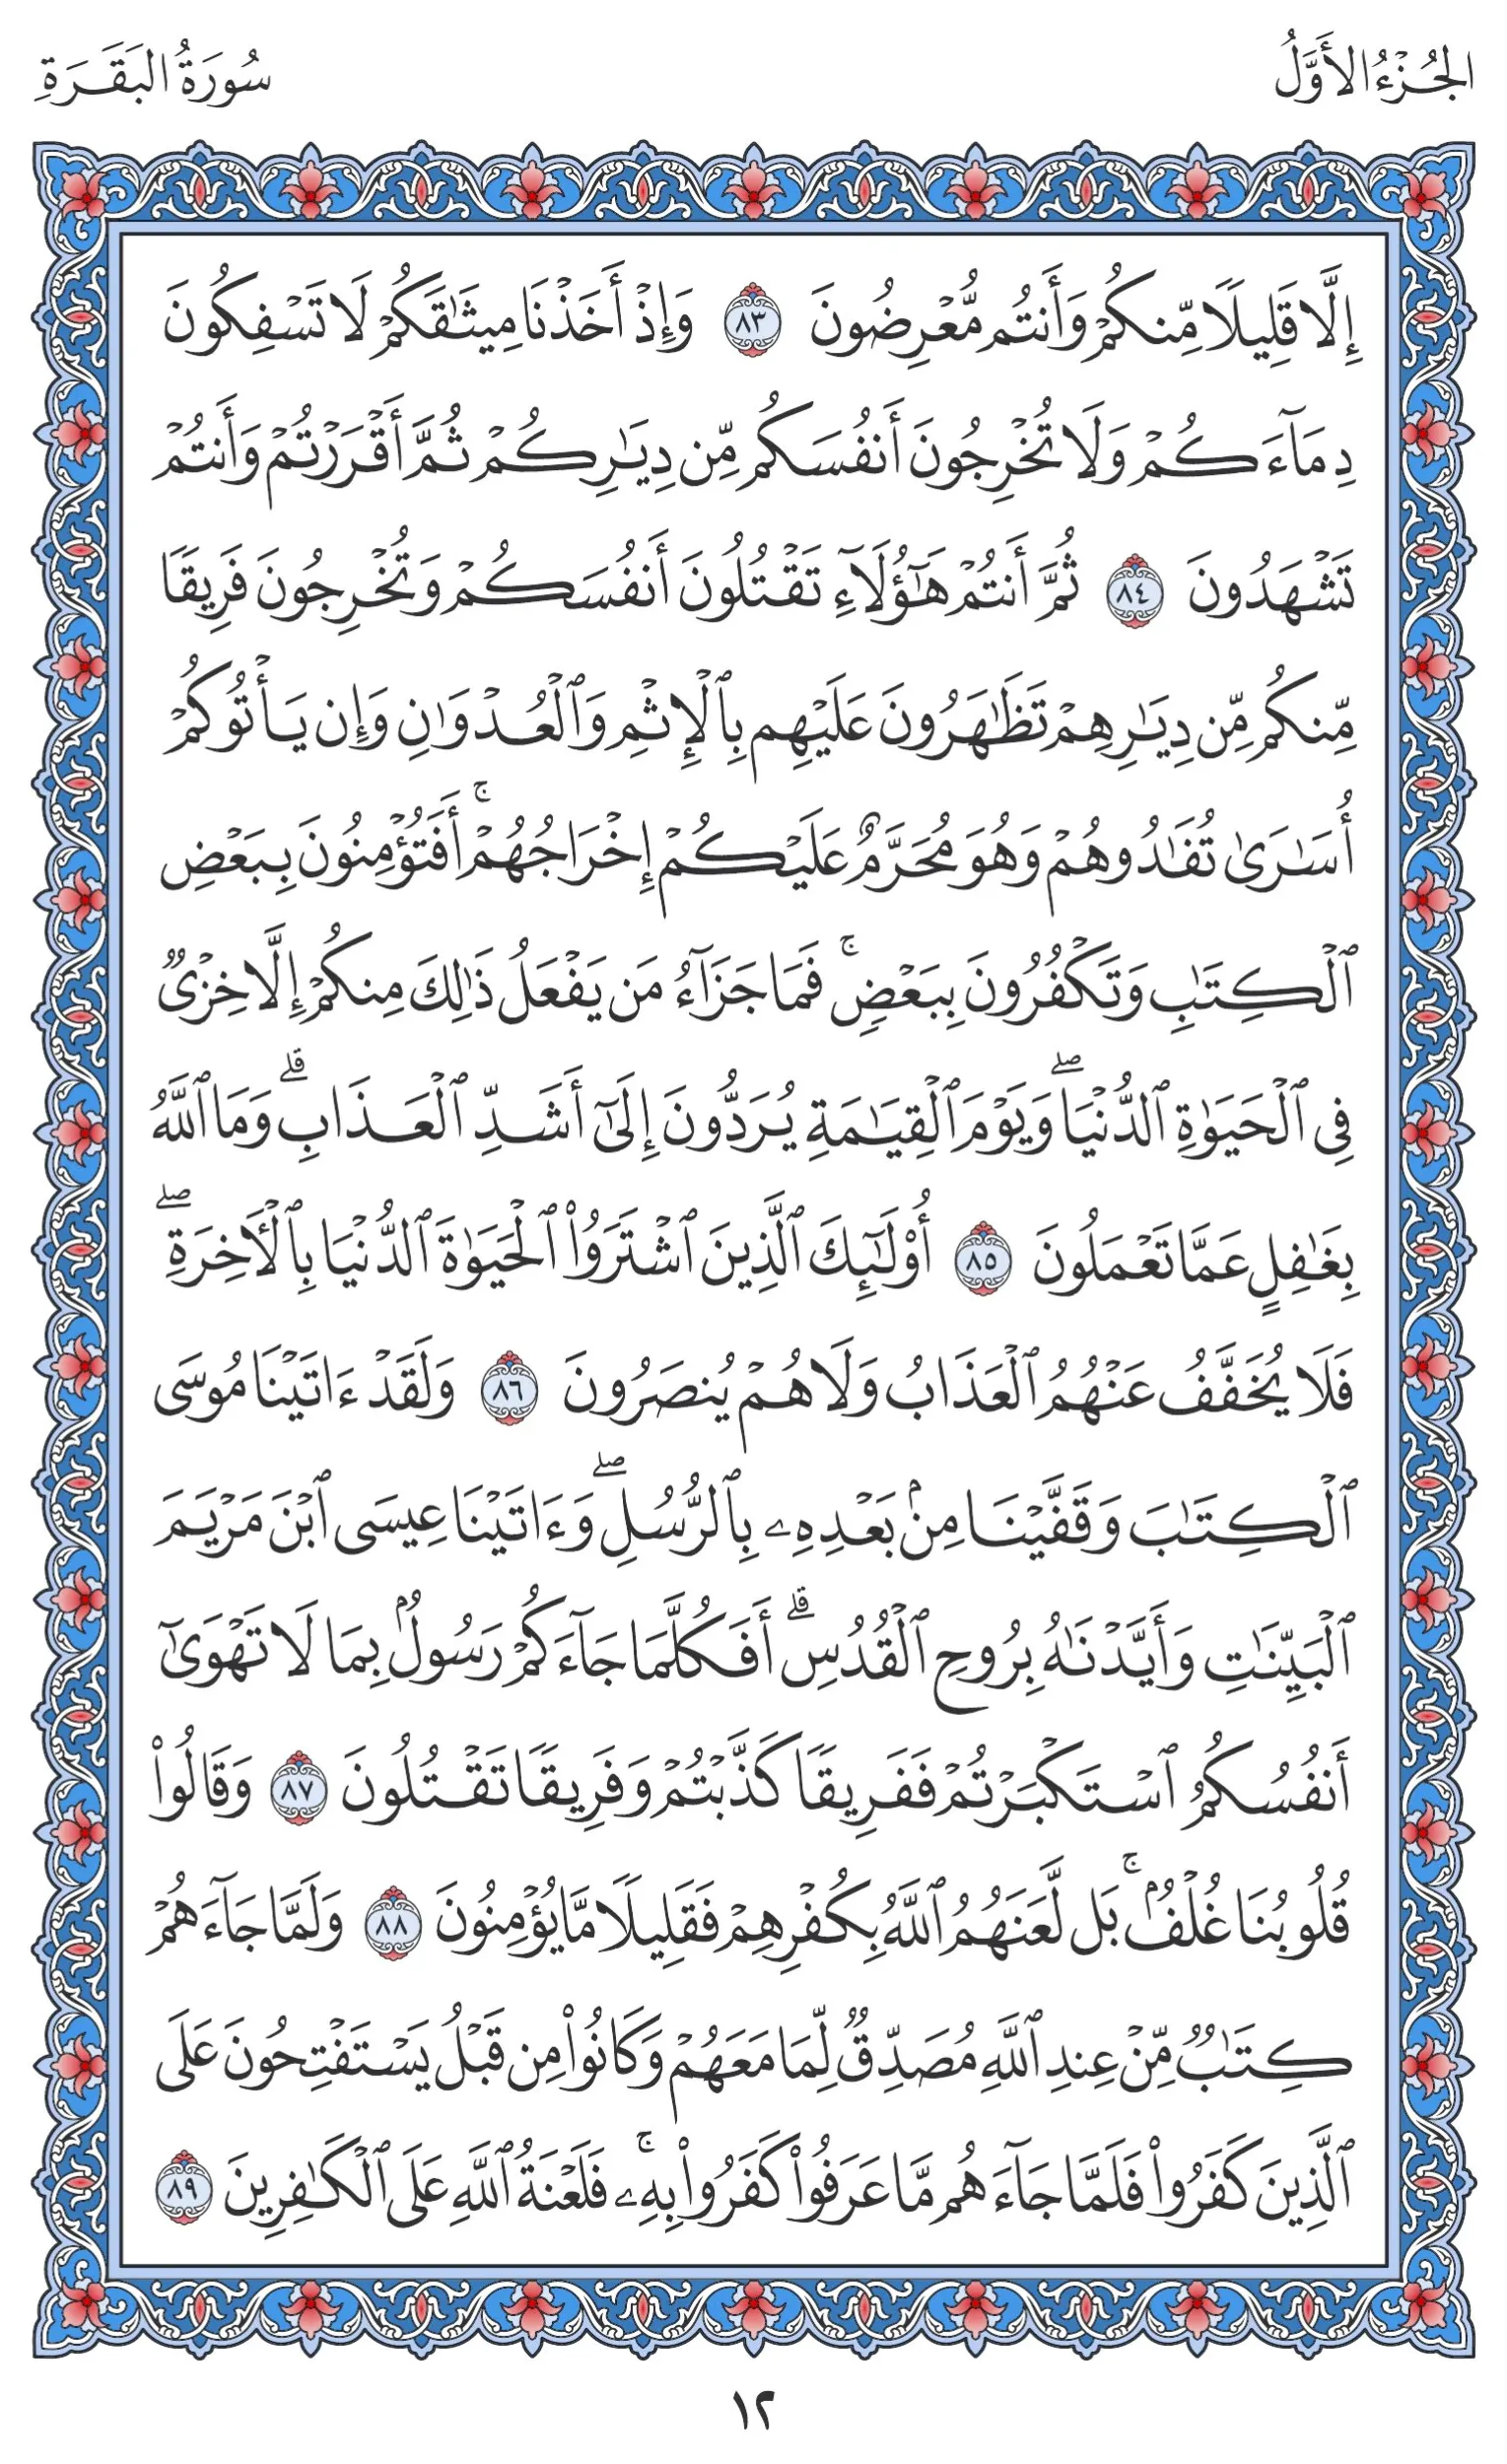 الجُزْءُ الأَوَّلُ
سُورَةُ البَقَرَةِ
إِلَّا قَلِيلًا مِّنكُمْ وَأَنتُم مُّعْرِضُونَ ٨٣ وَإِذْ أَخَذْنَا مِيثَٰقَكُمْ لَا تَسْفِكُونَ
دِمَآءَكُمْ وَلَا تُخْرِجُونَ أَنفُسَكُم مِّن دِيَٰرِكُمْ ثُمَّ أَقْرَرْتُمْ وَأَنتُمْ
تَشْهَدُونَ ٨٤ ثُمَّ أَنتُمْ هَٰٓؤُلَآءِ تَقْتُلُونَ أَنفُسَكُمْ وَتُخْرِجُونَ فَرِيقًا
مِّنكُم مِّن دِيَٰرِهِمْ تَظَٰهَرُونَ عَلَيْهِم بِٱلْإِثْمِ وَٱلْعُدْوَٰنِ وَإِن يَأْتُوكُمْ
أُسَٰرَىٰ تُفَٰدُوهُمْ وَهُوَ مُحَرَّمٌ عَلَيْكُمْ إِخْرَاجُهُمْ ۚ أَفَتُؤْمِنُونَ بِبَعْضِ
ٱلْكِتَٰبِ وَتَكْفُرُونَ بِبَعْضٍ ۚ فَمَا جَزَآءُ مَن يَفْعَلُ ذَٰلِكَ مِنكُمْ إِلَّا خِزْىٌ
فِى ٱلْحَيَوٰةِ ٱلدُّنْيَا ۖ وَيَوْمَ ٱلْقِيَٰمَةِ يُرَدُّونَ إِلَىٰٓ أَشَدِّ ٱلْعَذَابِ ۗ وَمَا ٱللَّهُ
بِغَٰفِلٍ عَمَّا تَعْمَلُونَ ٨٥ أُو۟لَٰٓئِكَ ٱلَّذِينَ ٱشْتَرَوُا۟ ٱلْحَيَوٰةَ ٱلدُّنْيَا بِٱلْءَاخِرَةِ ۖ
فَلَا يُخَفَّفُ عَنْهُمُ ٱلْعَذَابُ وَلَا هُمْ يُنصَرُونَ ٨٦ وَلَقَدْ ءَاتَيْنَا مُوسَى
ٱلْكِتَٰبَ وَقَفَّيْنَا مِنۢ بَعْدِهِۦ بِٱلرُّسُلِ ۖ وَءَاتَيْنَا عِيسَى ٱبْنَ مَرْيَمَ
ٱلْبَيِّنَٰتِ وَأَيَّدْنَٰهُ بِرُوحِ ٱلْقُدُسِ ۗ أَفَكُلَّمَا جَآءَكُمْ رَسُولٌۢ بِمَا لَا تَهْوَىٰٓ
أَنفُسُكُمُ ٱسْتَكْبَرْتُمْ فَفَرِيقًا كَذَّبْتُمْ وَفَرِيقًا تَقْتُلُونَ ٨٧ وَقَالُوا۟
قُلُوبُنَا غُلْفٌۢ ۚ بَل لَّعَنَهُمُ ٱللَّهُ بِكُفْرِهِمْ فَقَلِيلًا مَّا يُؤْمِنُونَ ٨٨ وَلَمَّا جَآءَهُمْ
كِتَٰبٌ مِّنْ عِندِ ٱللَّهِ مُصَدِّقٌ لِّمَا مَعَهُمْ وَكَانُوا۟ مِن قَبْلُ يَسْتَفْتِحُونَ عَلَى
ٱلَّذِينَ كَفَرُوا۟ فَلَمَّا جَآءَهُم مَّا عَرَفُوا۟ كَفَرُوا۟ بِهِۦ ۚ فَلَعْنَةُ ٱللَّهِ عَلَى ٱلْكَٰفِرِينَ ٨٩
١٢